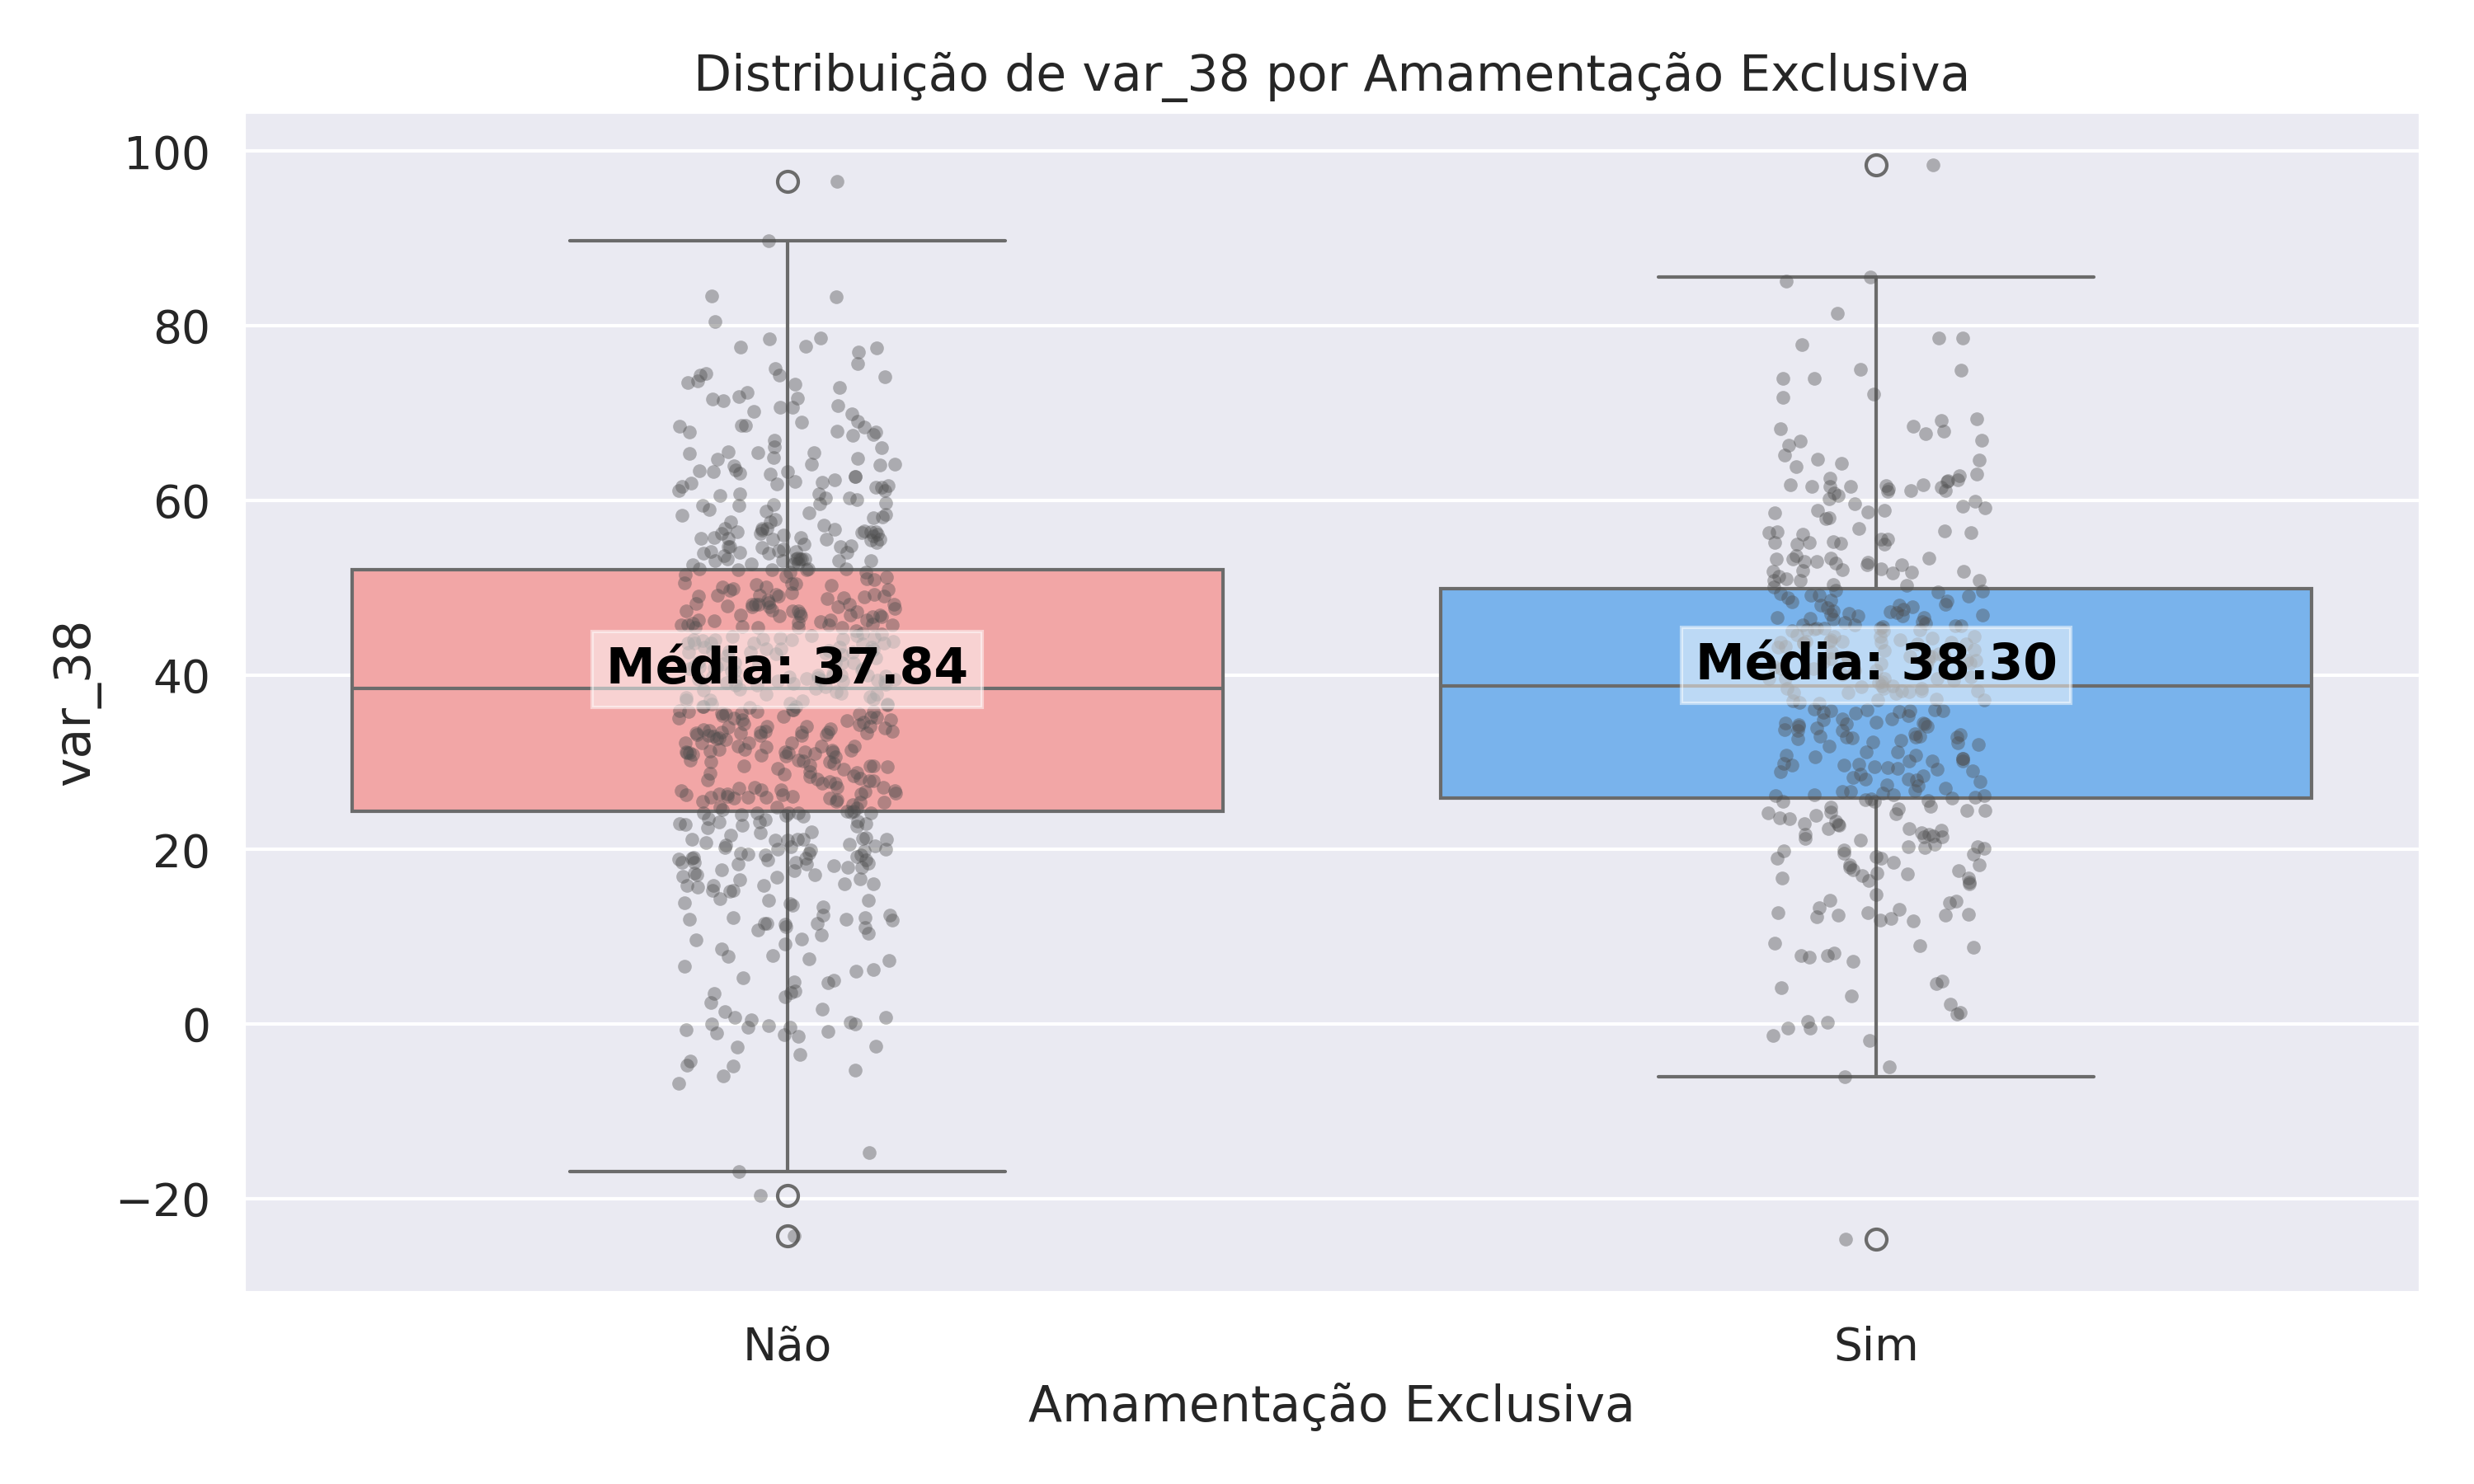 Distribuição de var_38 por Amamentação Exclusiva
100
80
60
40
20
0
−20
var_38
Média: 37.84
Média: 38.30
Não
Sim
Amamentação Exclusiva